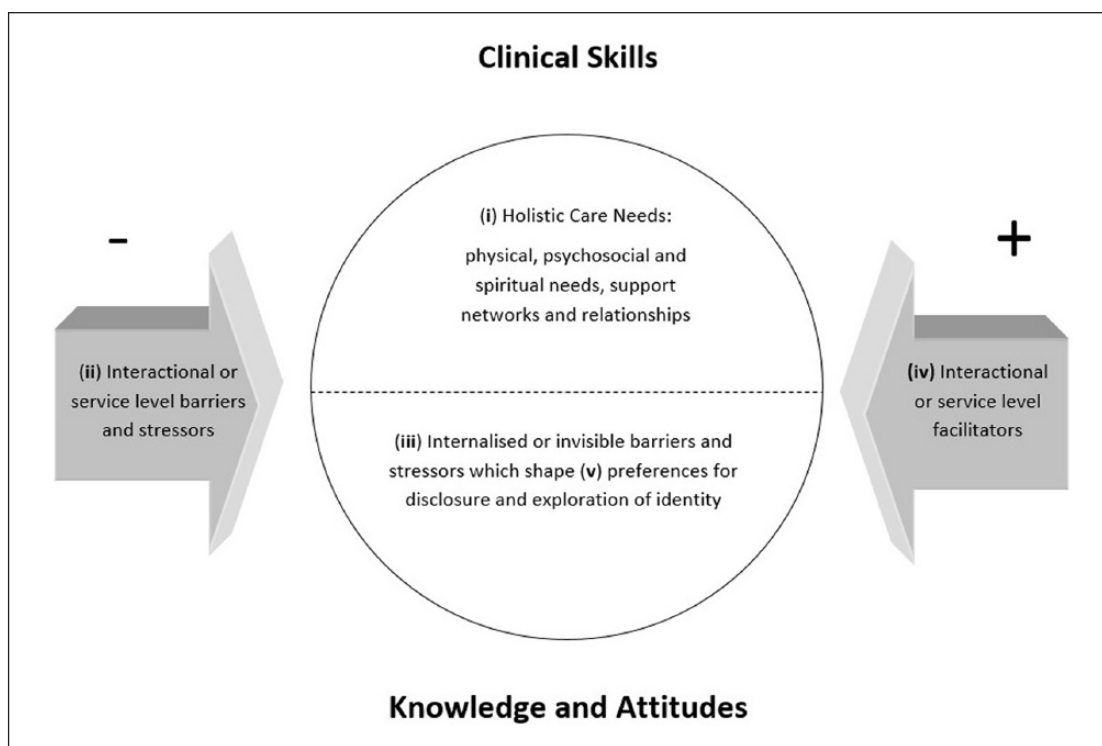 Clinical Skills
(i) Holistic Care Needs:
physical, psychosocial and
spiritual needs, support
networks and relationships
-
+
(ii) Interactional or
service level barriers
and stressors
(iv) Interactional
or service level
facilitators
(iii) Internalised or invisible barriers and
stressors which shape (v) preferences for
disclosure and exploration of identity
Knowledge and Attitudes